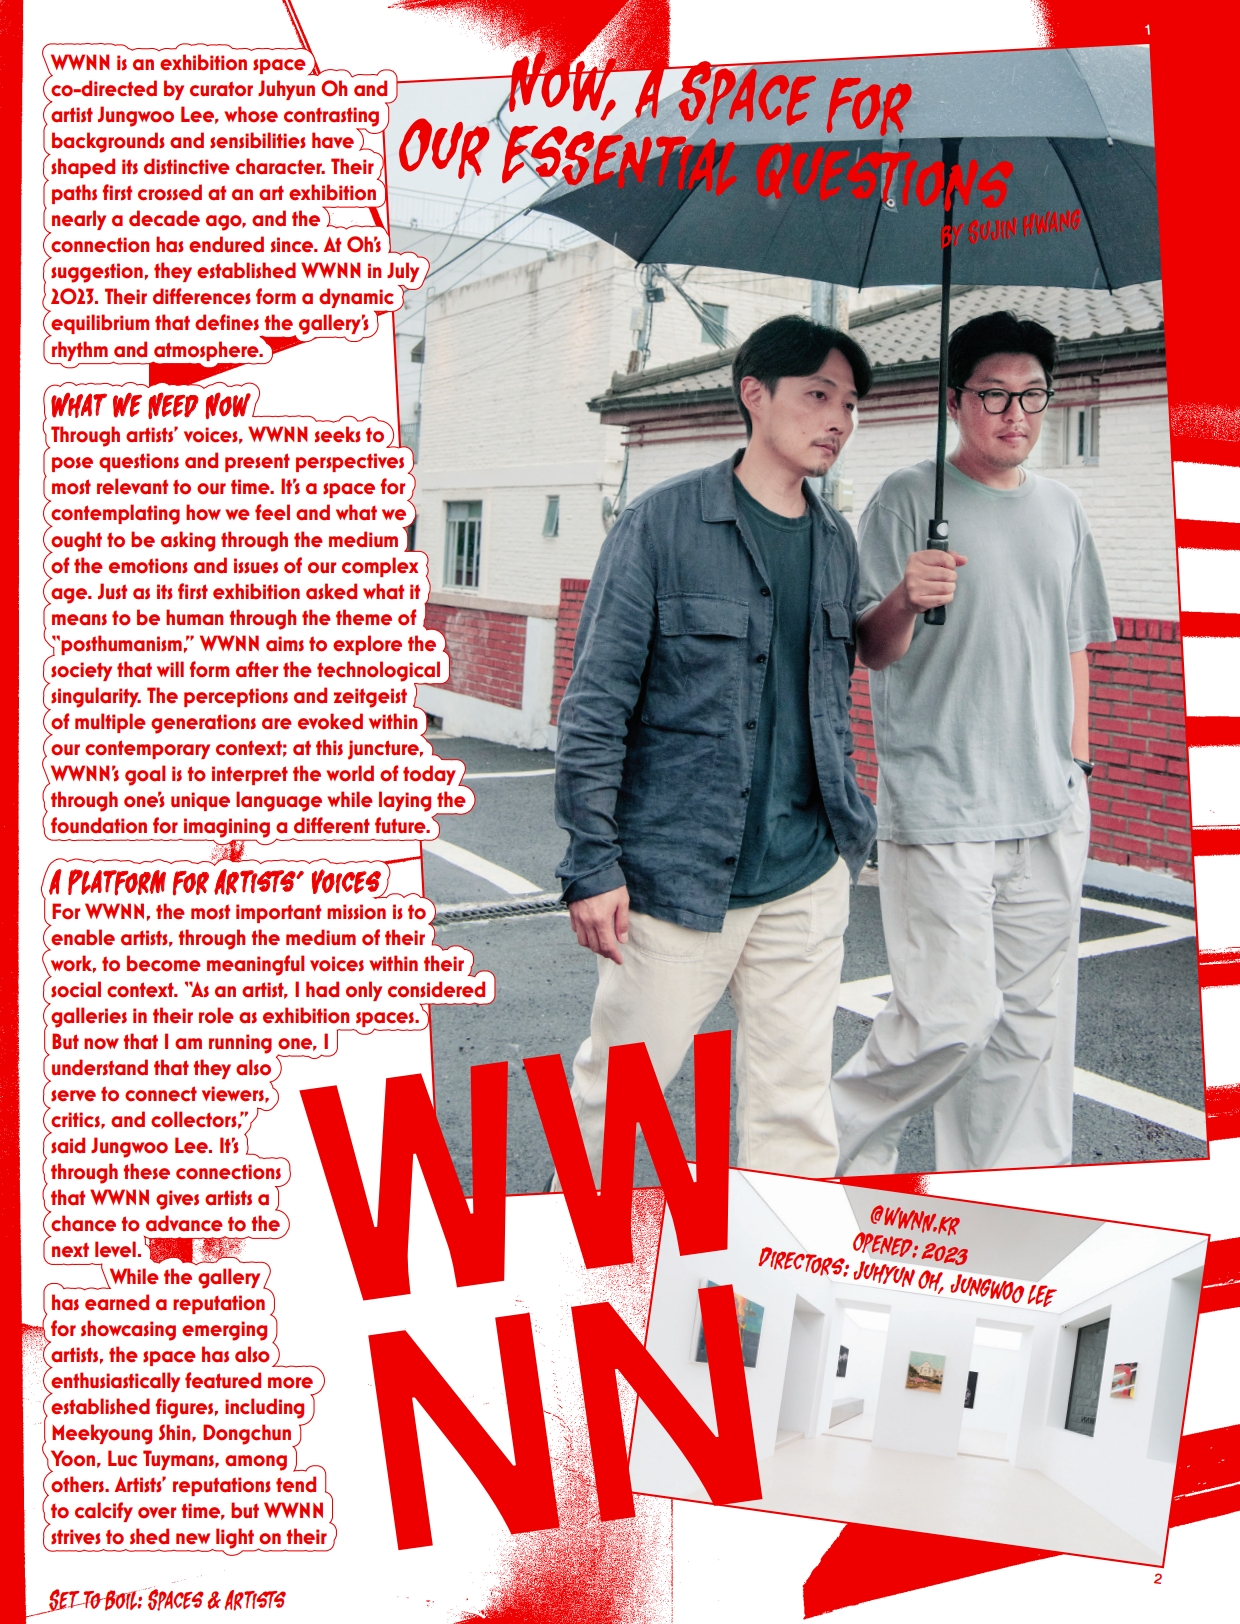 1
NOW, A SPACE FOR
OUR ESSENTIAL QUESTIONS
BY SUJIN HWANG
WWNN is an exhibition space
co-directed by curator Juhyun Oh and
artist Jungwoo Lee, whose contrasting
backgrounds and sensibilities have
shaped its distinctive character. Their
paths first crossed at an art exhibition
nearly a decade ago, and the
connection has endured since. At Oh's
suggestion, they established WWNN in July
2023. Their differences form a dynamic
equilibrium that defines the gallery's
rhythm and atmosphere.
WHAT WE NEED NOW
Through artists' voices, WWNN seeks to
pose questions and present perspectives
most relevant to our time. It's a space for
contemplating how we feel and what we
ought to be asking through the medium
of the emotions and issues of our complex
age. Just as its first exhibition asked what it
means to be human through the theme of
“posthumanism,” WWNN aims to explore the
society that will form after the technological
singularity. The perceptions and zeitgeist
of multiple generations are evoked within
our contemporary context; at this juncture,
WWNN's goal is to interpret the world of today
through one's unique language while laying the
foundation for imagining a different future.
A PLATFORM FOR ARTISTS' VOICES
For WWNN, the most important mission is to
enable artists, through the medium of their
work, to become meaningful voices within their
social context. “As an artist, I had only considered
galleries in their role as exhibition spaces.
But now that I am running one, I
understand that they also
serve to connect viewers,
critics, and collectors,”
said Jungwoo Lee. It's
through these connections
that WWNN gives artists a
chance to advance to the
next level.
While the gallery
has earned a reputation
for showcasing emerging
artists, the space has also
enthusiastically featured more
established figures, including
Meekyoung Shin, Dongchun
Yoon, Luc Tuymans, among
others. Artists' reputations tend
to calcify over time, but WWNN
strives to shed new light on their
WW
NN
@WWNN.KR
OPENED: 2023
DIRECTORS: JUHYUN OH, JUNGWOO LEE
2
SET TO BOIL: SPACES & ARTISTS